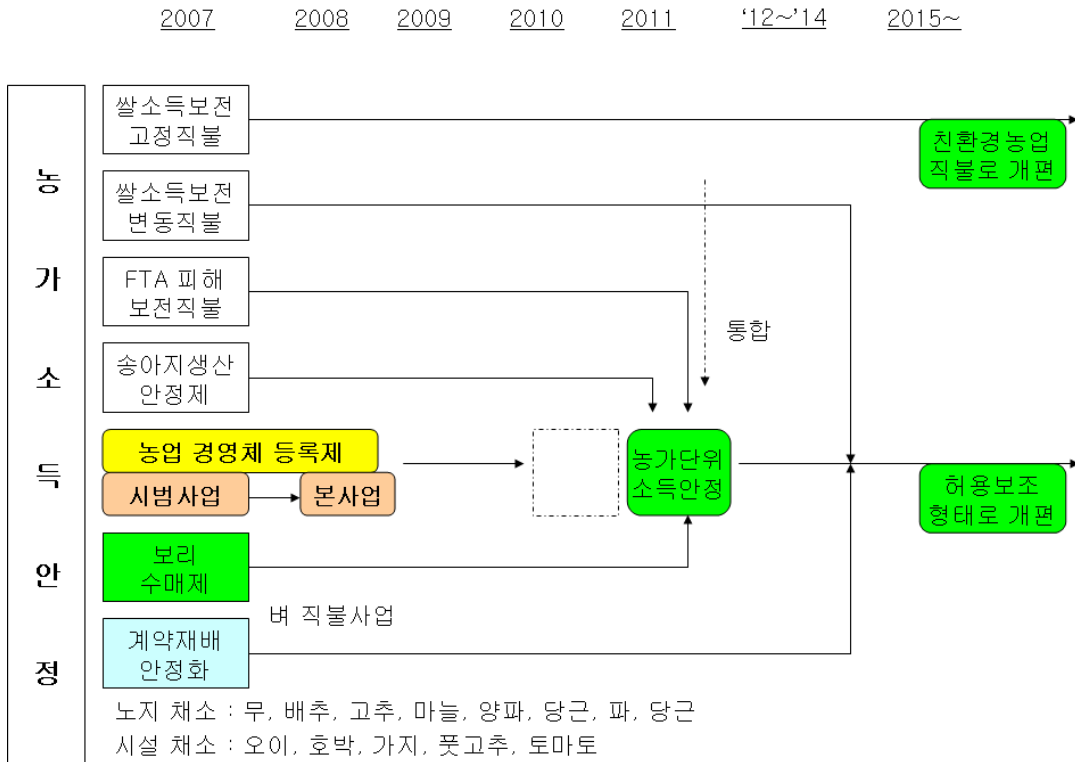 2007 2008 2009 2010 2011 '12~'14 2015~
농
가
소
득
안
정
쌀소득보전
고정직불
친환경농업
직불로 개편
쌀소득보전
변동직불
FTA 피해
보전직불
통합
송아지생산
안정제
농업 경영체 등록제
시범사업
본사업
농가단위
소득안정
허용보조
형태로 개편
보리
수매제
벼 직불사업
계약재배
안정화
노지 채소 : 무, 배추, 고추, 마늘, 양파, 당근, 파, 당근
시설 채소 : 오이, 호박, 가지, 풋고추, 토마토